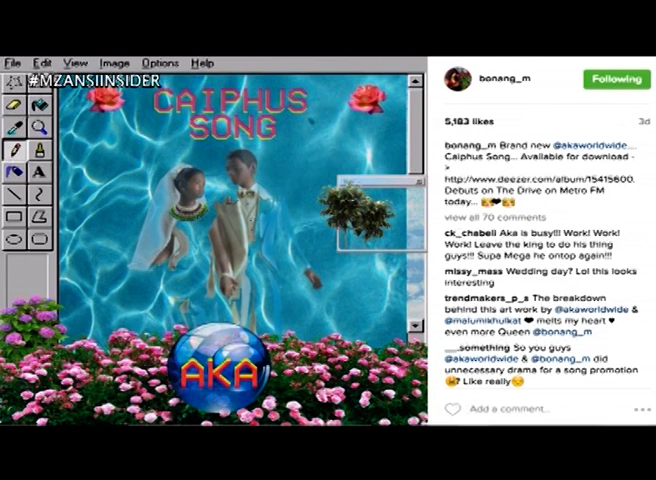 File Edit View Image Options Help
#MZANSIINSIDER
CAIPHUS
SONG
A
AKA
bonang_m
Following
5,183 likes
3d
bonang_m Brand new @akaworldwide...
Caiphus Song... Available for download -
>
http://www.deezer.com/album/15415600.
Debuts on The Drive on Metro FM
today...
view all 70 comments
ck_chabeli Aka is busy!!! Work! Work!
Work! Leave the king to do his thing
guys!!! Supa Mega he ontop again!!!
missy_mass Wedding day? Lol this looks
interesting
trendmakers_p_s The breakdown
behind this art work by @akaworldwide &
@malumikhulkat ❤ melts my heart ❤
even more Queen @bonang_m
__.something So you guys
@akaworldwide & @bonang_m did
unnecessary drama for a song promotion
? Like really
Add a comment...